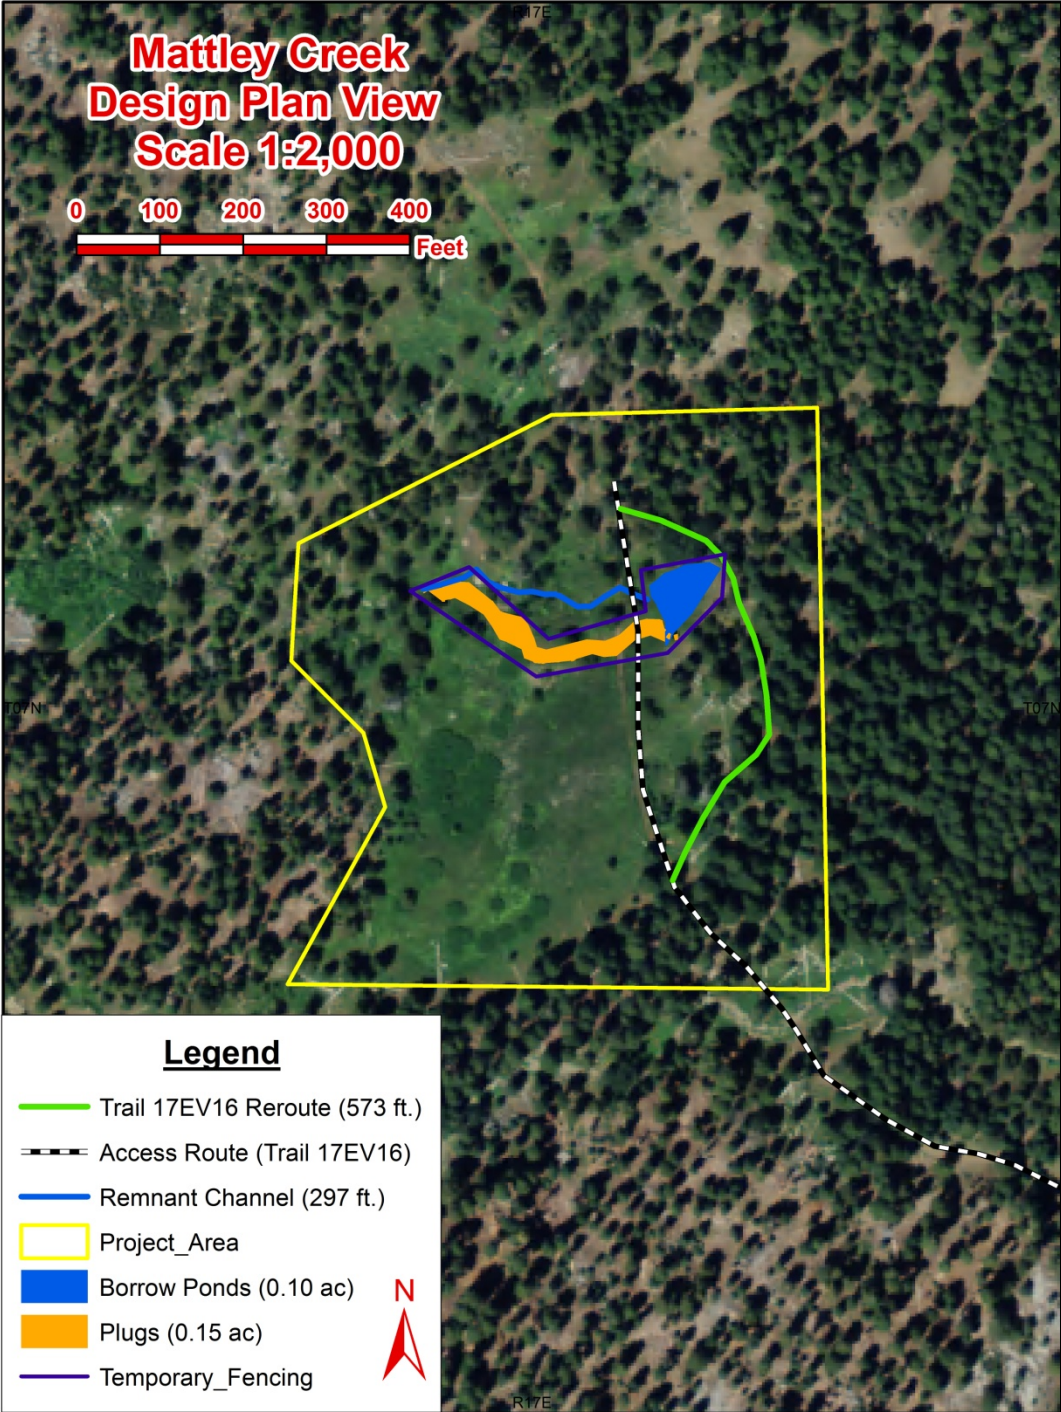 R17E
Mattley Creek
Design Plan View
Scale 1:2,000
0 100 200 300 400
Feet
T07N T07N
Legend
Trail 17EV16 Reroute (573 ft.)
Access Route (Trail 17EV16)
Remnant Channel (297 ft.)
Project_Area
Borrow Ponds (0.10 ac)
Plugs (0.15 ac)
Temporary_Fencing
N
R17E